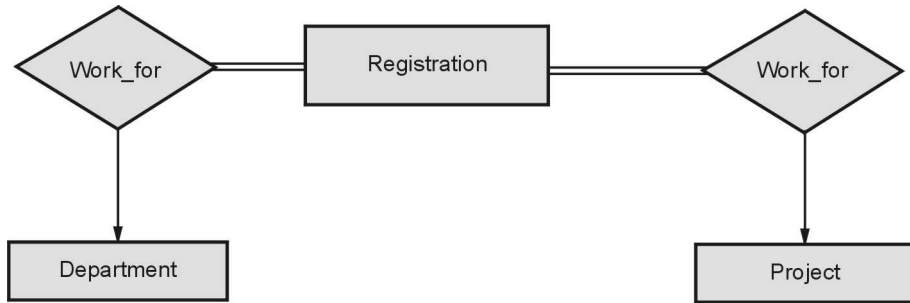 Work_for
Registration
Work_for
Department
Project